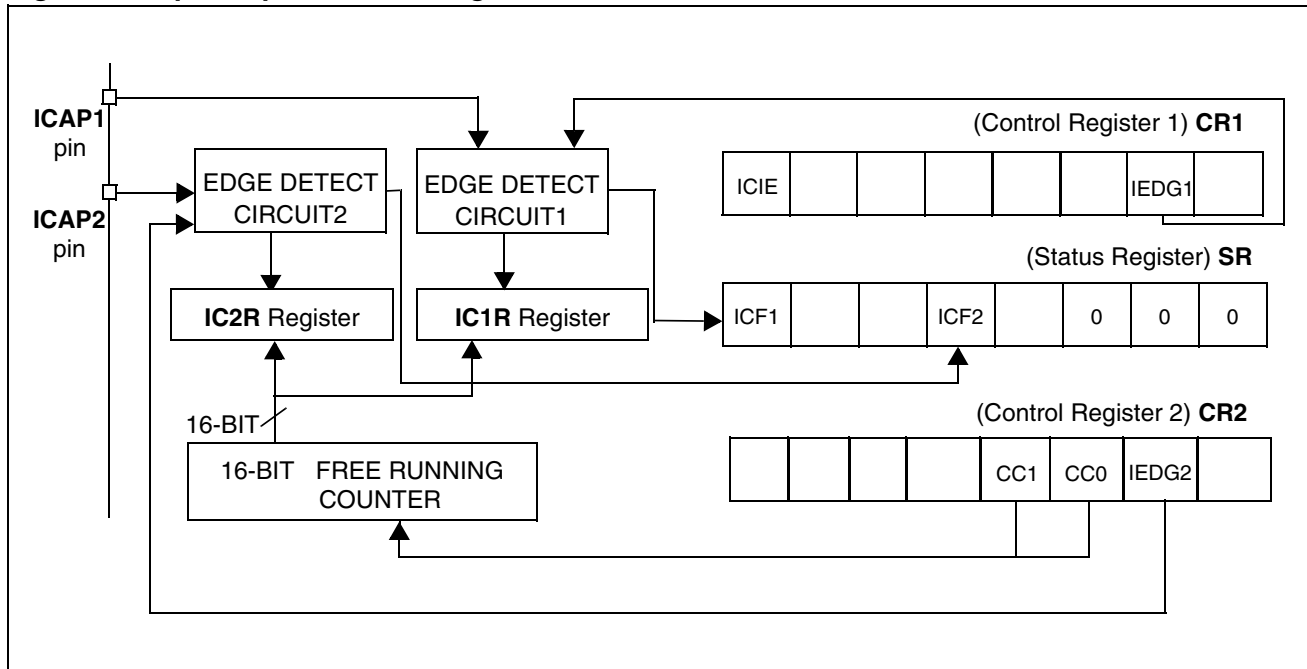 ICAP1
pin
ICAP2
pin
EDGE DETECT
CIRCUIT2
EDGE DETECT
CIRCUIT1
IC2R Register
IC1R Register
16-BIT
16-BIT FREE RUNNING
COUNTER
(Control Register 1) CR1
ICIE IEDG1
(Status Register) SR
ICF1 ICF2 0 0 0
(Control Register 2) CR2
CC1 CC0 IEDG2